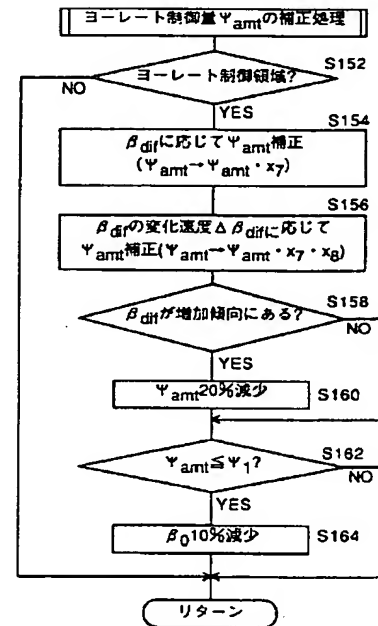 ヨーレート制御量Ψamtの補正処理
S152
ヨーレート制御領域?
NO
YES
S154
βdifに応じてΨamt補正
(Ψamt→Ψamt・x7)
S156
βdifの変化速度Δβdifに応じて
Ψamt補正(Ψamt→Ψamt・x7・x8)
S158
βdifが増加傾向にある?
NO
YES
Ψamt20%減少
S160
S162
Ψamt≦Ψ1?
NO
YES
β010%減少
S164
リターン